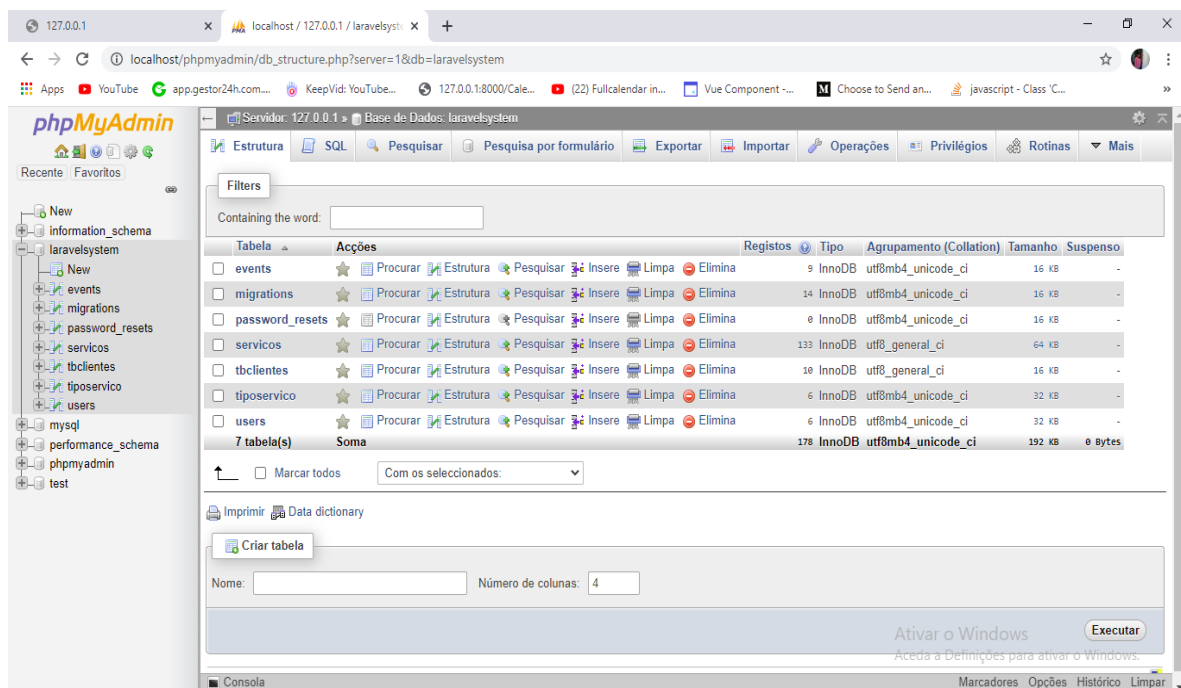 127.0.0.1
localhost / 127.0.0.1 / laravelsyste
localhost/phpmyadmin/db_structure.php?server=1&db=laravelsystem
Apps YouTube app.gestor24h.com.... KeepVid: YouTube... 127.0.0.1:8000/Cale... (22) Fullcalendar in... Vue Component -... Choose to Send an... javascript - Class 'C... »
phpMyAdmin
Recente Favoritos
New
information_schema
laravelsystem
New
events
migrations
password_resets
servicos
tbclientes
tiposervico
users
mysql
performance_schema
phpmyadmin
test
Servidor: 127.0.0.1 » Base de Dados: laravelsystem
Estrutura SQL Pesquisar Pesquisa por formulário Exportar Importar Operações Privilégios Rotinas Mais
Filters
Containing the word:
Tabela Acções Registos Tipo Agrupamento (Collation) Tamanho Suspenso
events Procurar Estrutura Pesquisar Insere Limpa Elimina 9 InnoDB utf8mb4_unicode_ci 16 KB -
migrations Procurar Estrutura Pesquisar Insere Limpa Elimina 14 InnoDB utf8mb4_unicode_ci 16 KB -
password_resets Procurar Estrutura Pesquisar Insere Limpa Elimina 0 InnoDB utf8mb4_unicode_ci 16 KB -
servicos Procurar Estrutura Pesquisar Insere Limpa Elimina 133 InnoDB utf8_general_ci 64 KB -
tbclientes Procurar Estrutura Pesquisar Insere Limpa Elimina 10 InnoDB utf8_general_ci 16 KB -
tiposervico Procurar Estrutura Pesquisar Insere Limpa Elimina 6 InnoDB utf8mb4_unicode_ci 32 KB -
users Procurar Estrutura Pesquisar Insere Limpa Elimina 6 InnoDB utf8mb4_unicode_ci 32 KB -
7 tabela(s) Soma 178 InnoDB utf8mb4_unicode_ci 192 KB 0 Bytes
Marcar todos Com os seleccionados:
Imprimir Data dictionary
Criar tabela
Nome: Número de colunas: 4
Executar
Ativar o Windows
Aceda a Definições para ativar o Windows.
Consola Marcadores Opções Histórico Limpar